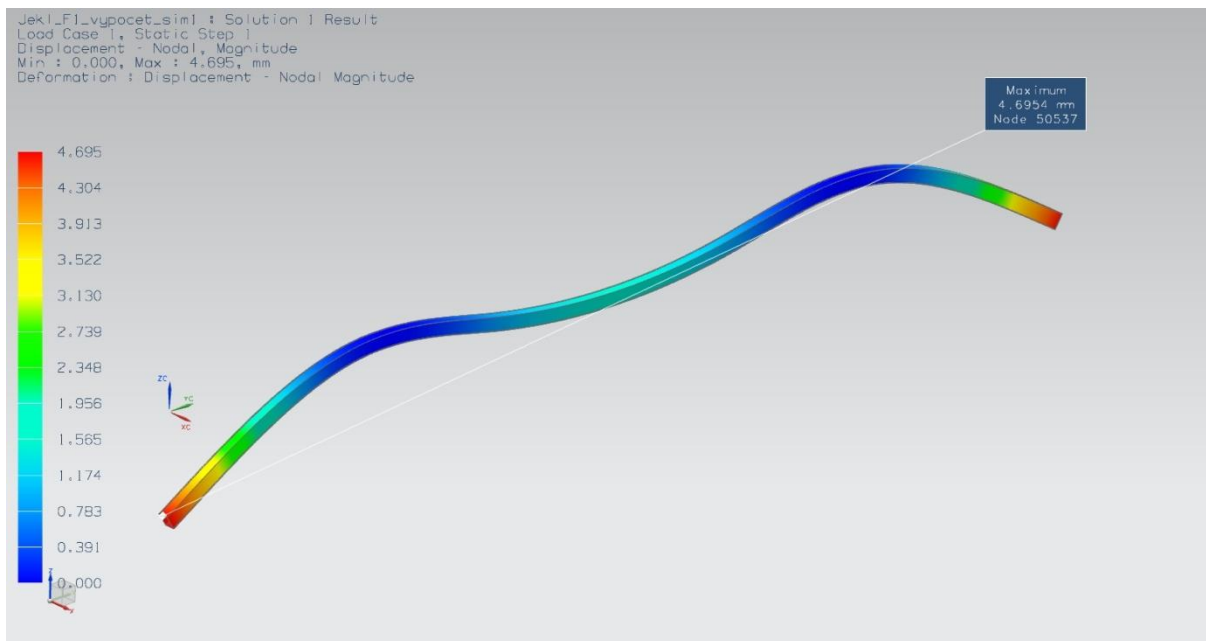 Jekl_F1_vypocet_sim1 : Solution 1 Result
Load Case 1, Static Step 1
Displacement - Nodal, Magnitude
Min : 0.000, Max : 4.695, mm
Deformation : Displacement - Nodal Magnitude
Maximum
4.6954 mm
Node 50537
4.695
4.304
3.913
3.522
3.130
2.739
2.348
1.956
1.565
1.174
0.783
0.391
0.000
ZC
YC
XC
Z